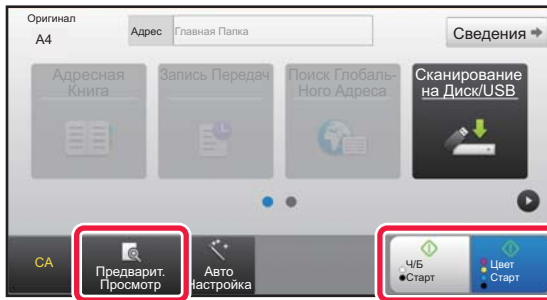 Оригинал
A4
Адрес
Главная Папка
Сведения
Адресная
Книга
Запись Передач
Поиск Глобаль-
Ного Адреса
Сканирование
на Диск/USB
CA
Предварит.
Просмотр
Авто
Настройка
Ч/Б
Старт
Цвет
Старт